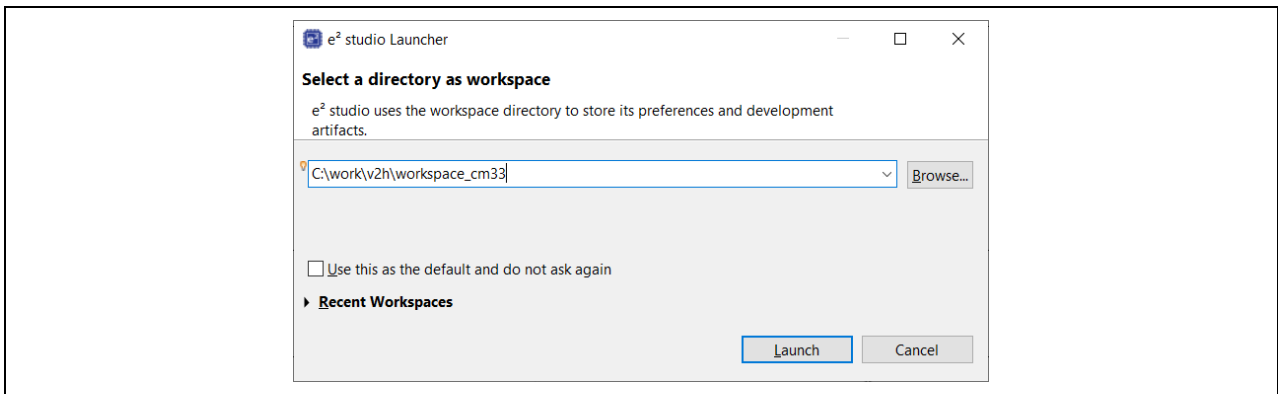 e² studio Launcher
Select a directory as workspace
e² studio uses the workspace directory to store its preferences and development
artifacts.
C:\work\v2h\workspace_cm33
Browse...
Use this as the default and do not ask again
Recent Workspaces
Launch Cancel